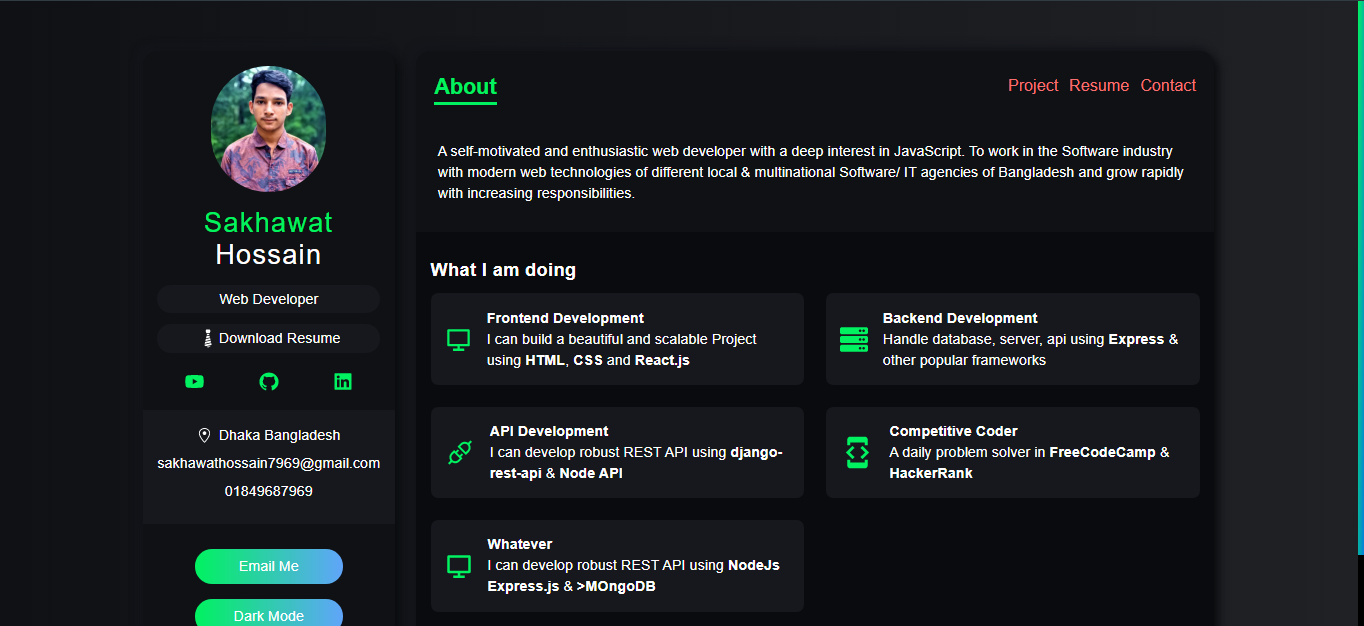 Sakhawat
Hossain
Web Developer
Download Resume
Dhaka Bangladesh
sakhawathossain7969@gmail.com
01849687969
Email Me
Dark Mode
About
Project Resume Contact
A self-motivated and enthusiastic web developer with a deep interest in JavaScript. To work in the Software industry
with modern web technologies of different local & multinational Software/ IT agencies of Bangladesh and grow rapidly
with increasing responsibilities.
What I am doing
Frontend Development
I can build a beautiful and scalable Project
using HTML, CSS and React.js
Backend Development
Handle database, server, api using Express &
other popular frameworks
API Development
I can develop robust REST API using django-
rest-api & Node API
Competitive Coder
A daily problem solver in FreeCodeCamp &
HackerRank
Whatever
I can develop robust REST API using NodeJs
Express.js & >MOngoDB